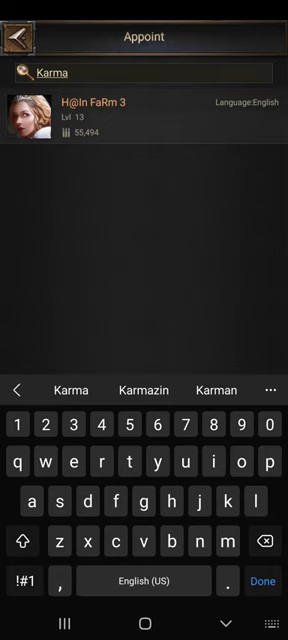 Appoint
Karma
H@In FaRm 3
Language:English
Lvl 13
55,494
Karma Karmazin Karman ...
1 2 3 4 5 6 7 8 9 0
q w e r t y u i o p
a s d f g h j k l
z x c v b n m
!#1 , English (US) . Done